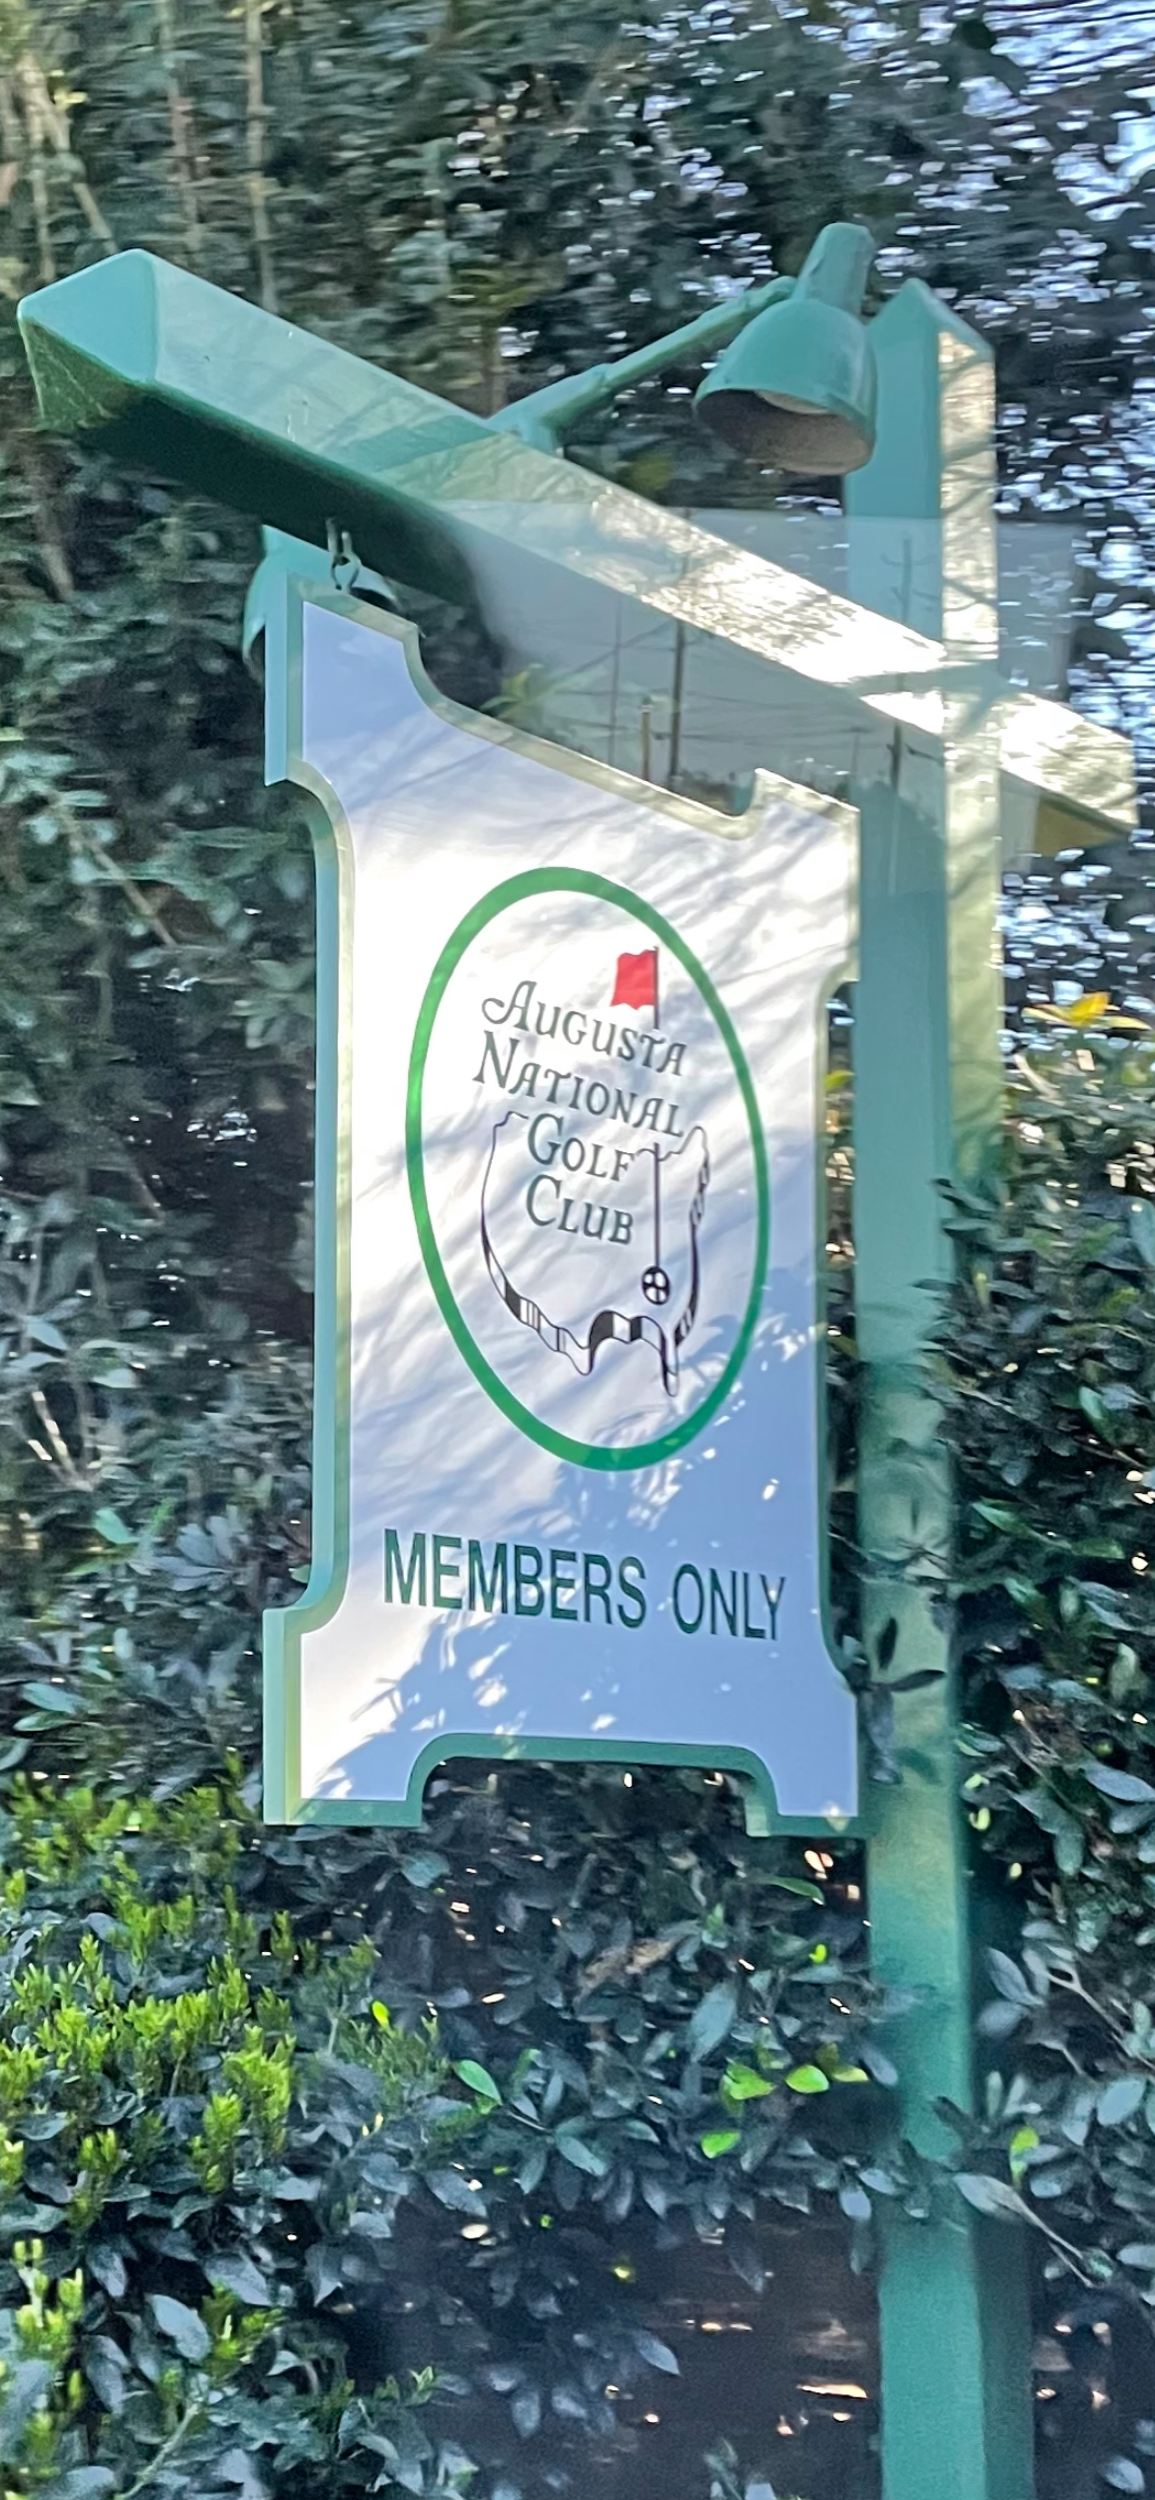 Augusta
National
Golf
Club
MEMBERS ONLY